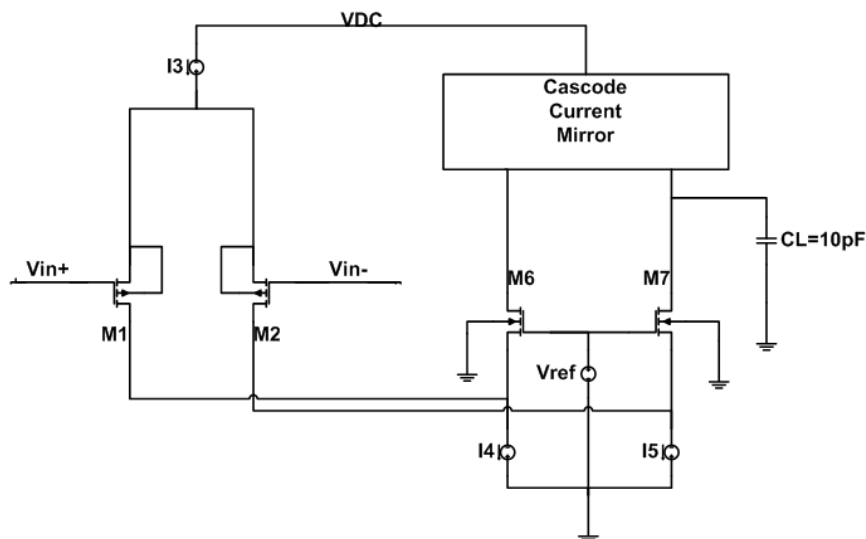 VDC
I3
Cascode
Current
Mirror
CL=10pF
Vin+
Vin-
M6
M7
M1
M2
Vref
I4
I5